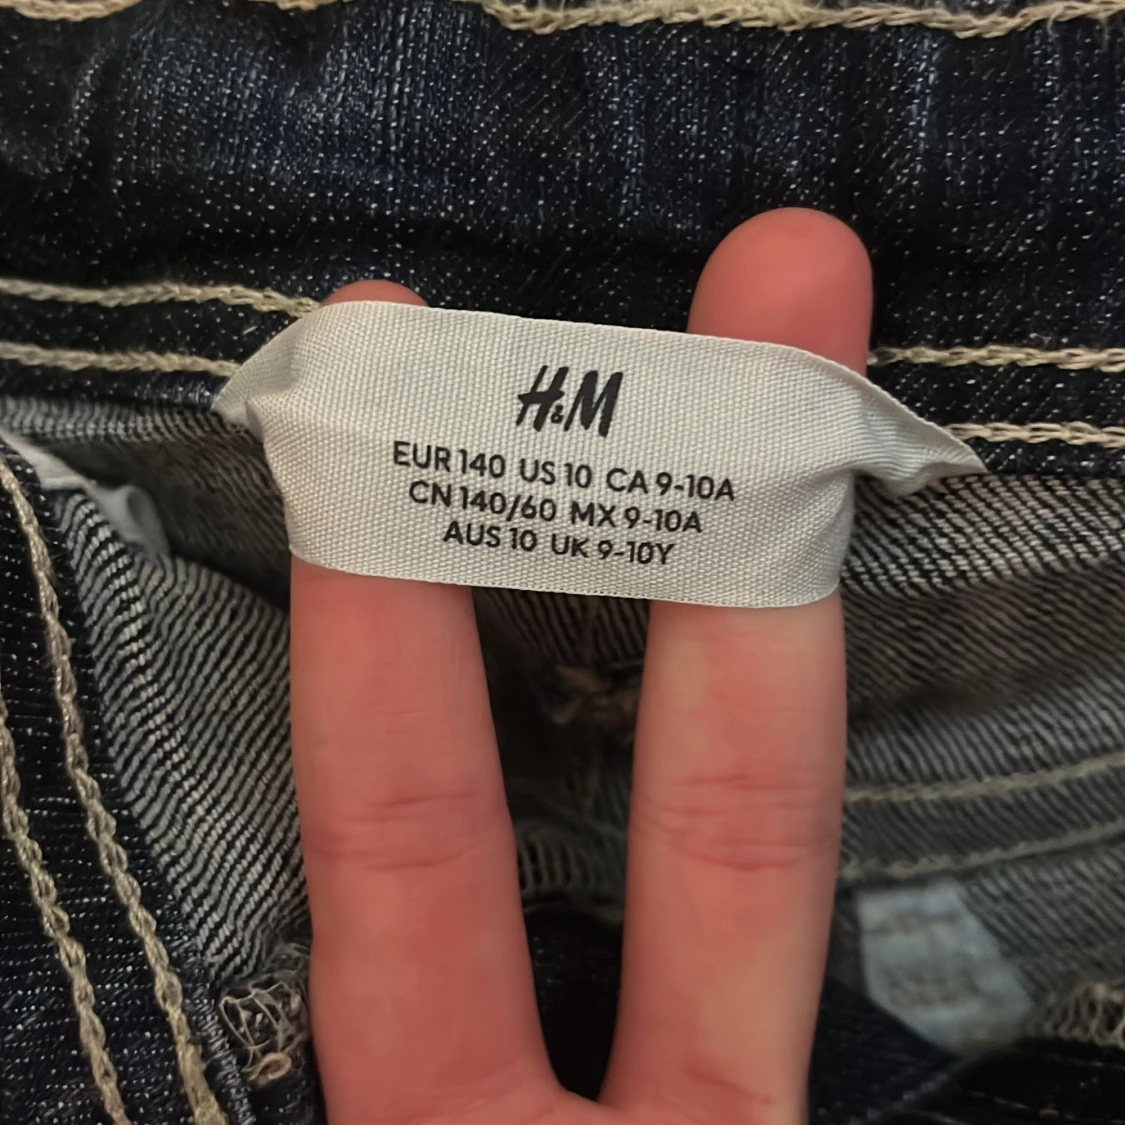 H&M
EUR 140 US 10 CA 9-10A
CN 140/60 MX 9-10A
AUS 10 UK 9-10Y